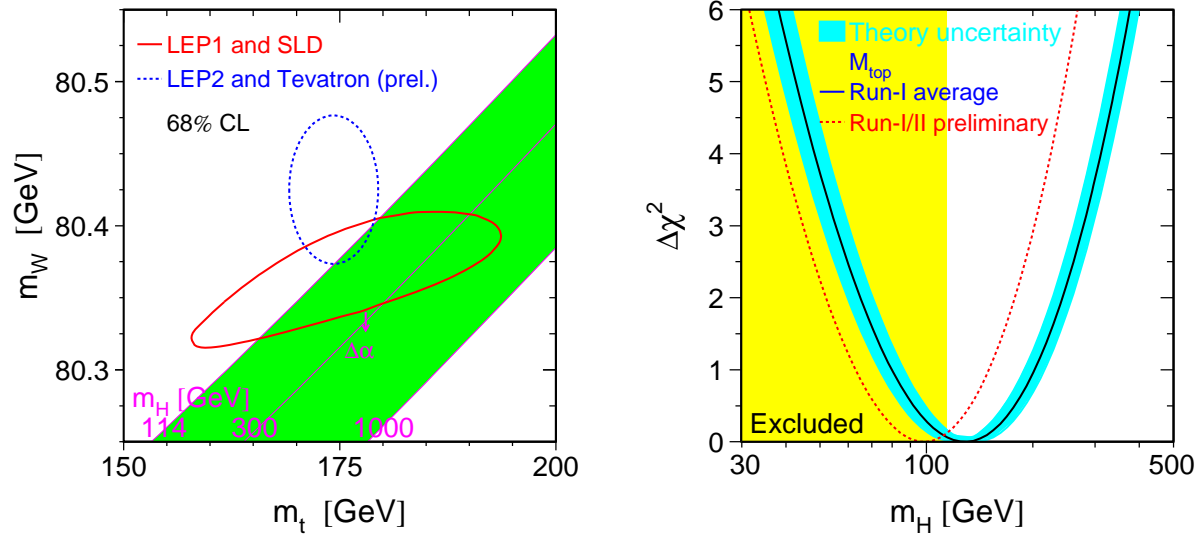 LEP1 and SLD
LEP2 and Tevatron (prel.)
68% CL
80.5
80.4
80.3
m_W [GeV]
Δα
m_H [GeV]
114 300 1000
150 175 200
m_t [GeV]
6
5
4
3
2
1
0
Δχ²
Theory uncertainty
M_top
Run-I average
Run-I/II preliminary
Excluded
30 100 500
m_H [GeV]